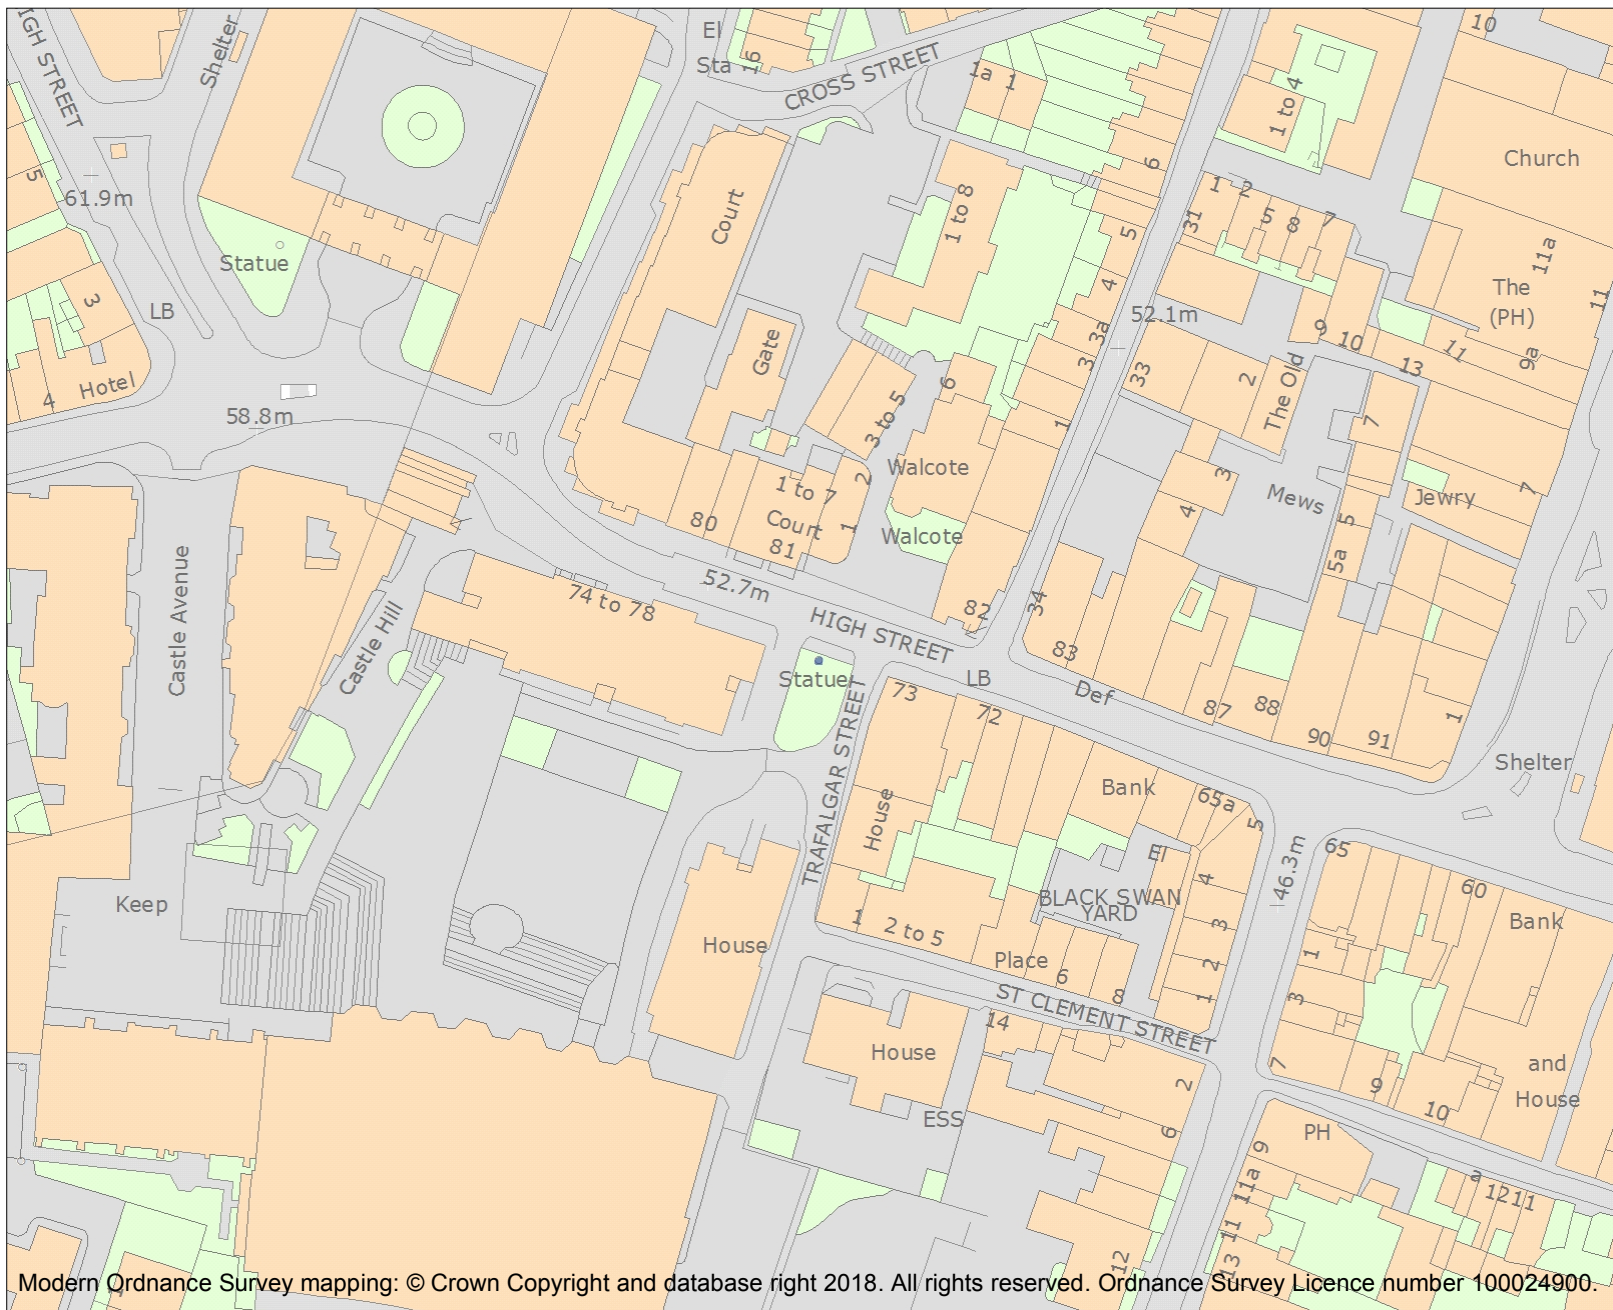 HIGH STREET
Shelter
El
Sta
16
CROSS STREET
1a
1
10
1 to 4
Church
5
61.9m
Court
1 to 8
6
5
31
1
2
5
8
7
11a
Statue
The
(PH)
11
3
LB
4
52.1m
3a
3
9
10
11
13
9a
Hotel
4
58.8m
Gate
6
33
2
The Old
3 to 5
1
7
Walcote
1 to 7
2
3
Mews
Jewry
7
80
Court
1
4
5
81
Walcote
5a
Castle Avenue
52.7m
74 to 78
82
34
HIGH STREET
Castle Hill
83
Statue
LB
Def
73
72
87
88
90
91
1
TRAFALGAR STREET
Shelter
Bank
65a
5
House
46.3m
65
El
4
60
BLACK SWAN
YARD
Keep
1
2 to 5
3
Bank
House
Place
6
2
1
8
1
3
ST CLEMENT STREET
14
House
7
and
2
9
House
10
ESS
6
PH
9
11a
a
12
11
11
12
13
Modern Ordnance Survey mapping: © Crown Copyright and database right 2018. All rights reserved. Ordnance Survey Licence number 100024900.